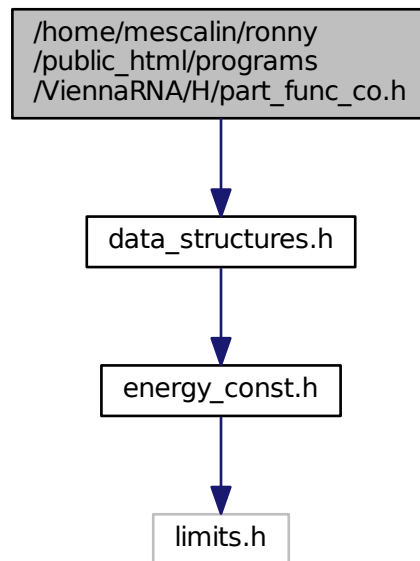 /home/mescalin/ronny
/public_html/programs
/ViennaRNA/H/part_func_co.h
data_structures.h
energy_const.h
limits.h